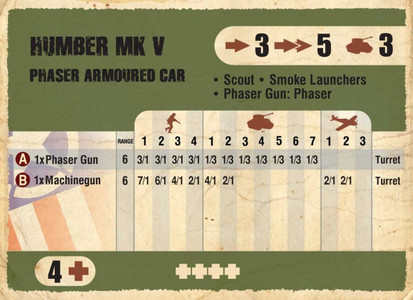 HUMBER MK V
3 5 3
PHASER ARMOURED CAR
• Scout • Smoke Launchers
• Phaser Gun: Phaser
RANGE 1 2 3 4 1 2 3 4 5 6 7 1 2 3
A 1xPhaser Gun 6 3/1 3/1 3/1 3/1 1/3 1/3 1/3 1/3 1/3 1/3 1/3 Turret
B 1xMachinegun 6 7/1 6/1 4/1 2/1 4/1 2/1 2/1 2/1 Turret
4